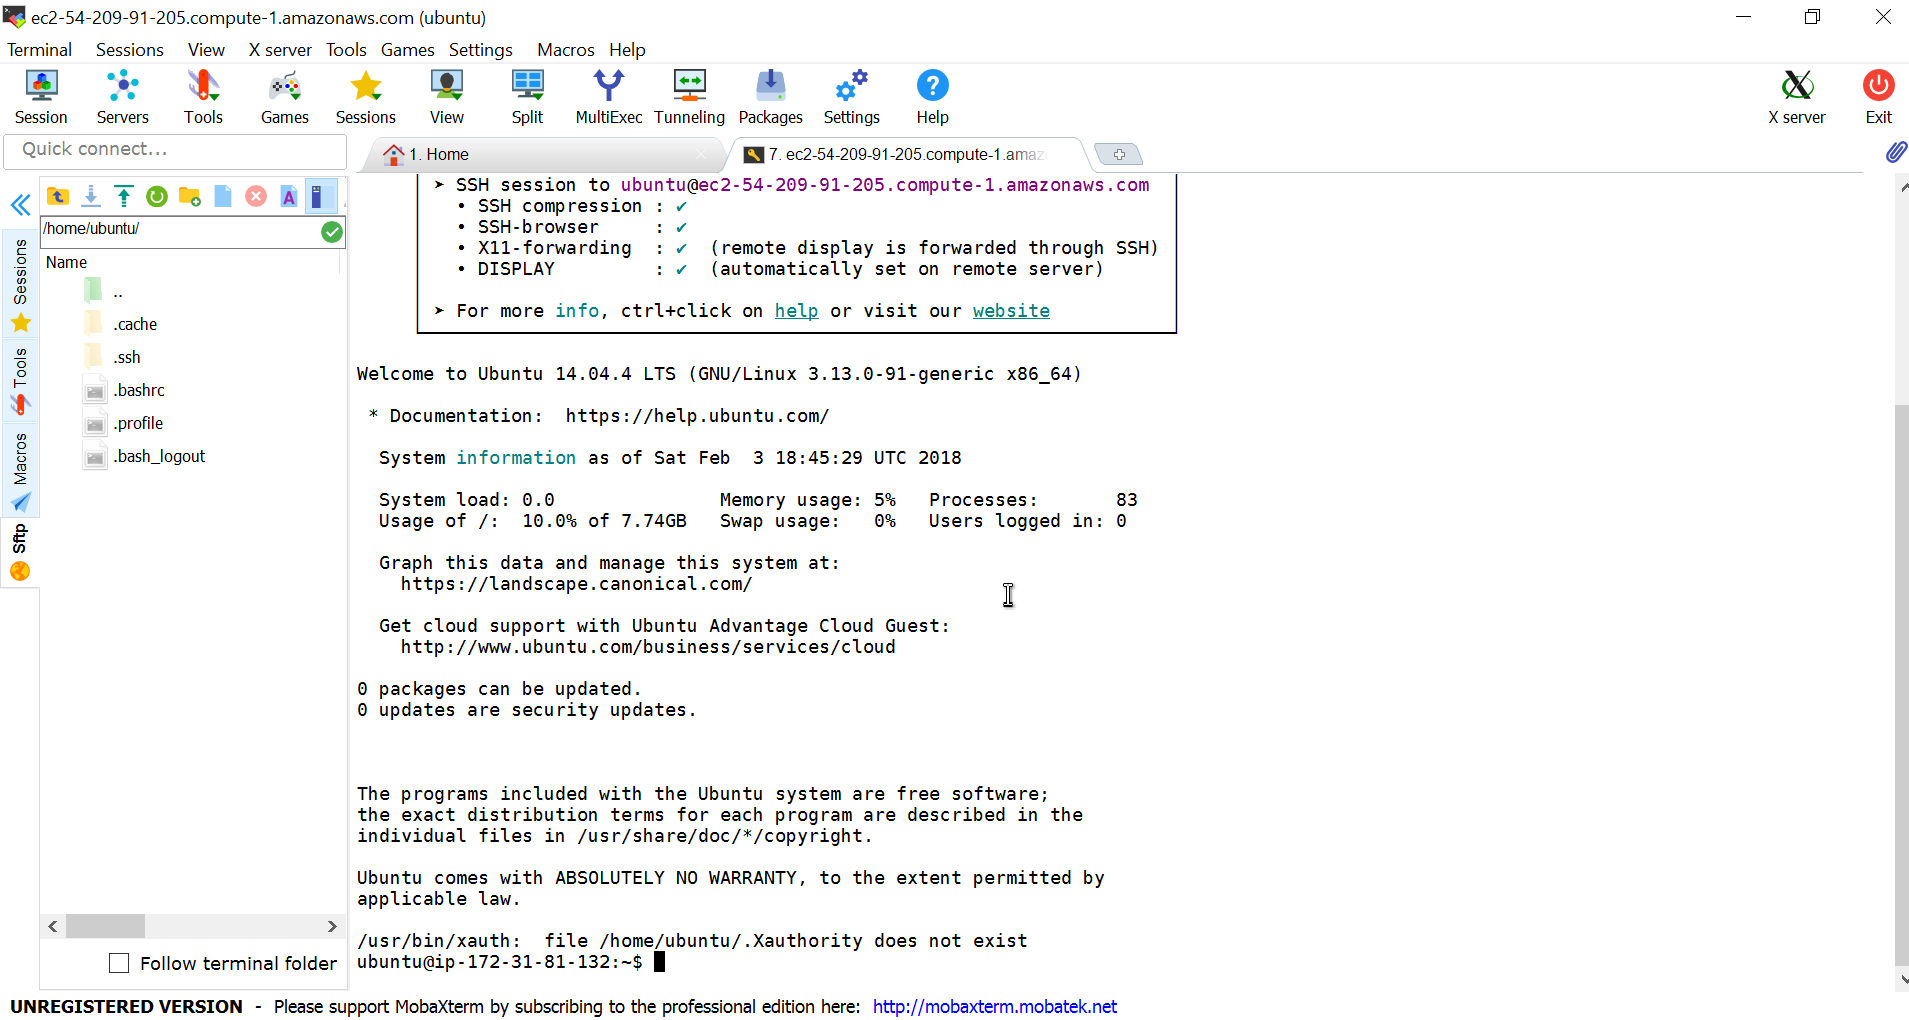 ec2-54-209-91-205.compute-1.amazonaws.com (ubuntu)
Terminal Sessions View X server Tools Games Settings Macros Help
Session Servers Tools Games Sessions View Split MultiExec Tunneling Packages Settings Help X server Exit
Quick connect...
1. Home
7. ec2-54-209-91-205.compute-1.amaz
/home/ubuntu/
Name
..
.cache
.ssh
.bashrc
.profile
.bash_logout
Sessions
Tools
Macros
Sftp
Follow terminal folder
➤ SSH session to ubuntu@ec2-54-209-91-205.compute-1.amazonaws.com
• SSH compression : ✔
• SSH-browser : ✔
• X11-forwarding : ✔ (remote display is forwarded through SSH)
• DISPLAY : ✔ (automatically set on remote server)
➤ For more info, ctrl+click on help or visit our website
Welcome to Ubuntu 14.04.4 LTS (GNU/Linux 3.13.0-91-generic x86_64)
* Documentation: https://help.ubuntu.com/
System information as of Sat Feb 3 18:45:29 UTC 2018
System load: 0.0 Memory usage: 5% Processes: 83
Usage of /: 10.0% of 7.74GB Swap usage: 0% Users logged in: 0
Graph this data and manage this system at:
https://landscape.canonical.com/
Get cloud support with Ubuntu Advantage Cloud Guest:
http://www.ubuntu.com/business/services/cloud
0 packages can be updated.
0 updates are security updates.
The programs included with the Ubuntu system are free software;
the exact distribution terms for each program are described in the
individual files in /usr/share/doc/*/copyright.
Ubuntu comes with ABSOLUTELY NO WARRANTY, to the extent permitted by
applicable law.
/usr/bin/xauth: file /home/ubuntu/.Xauthority does not exist
ubuntu@ip-172-31-81-132:~$
UNREGISTERED VERSION - Please support MobaXterm by subscribing to the professional edition here: http://mobaxterm.mobatek.net